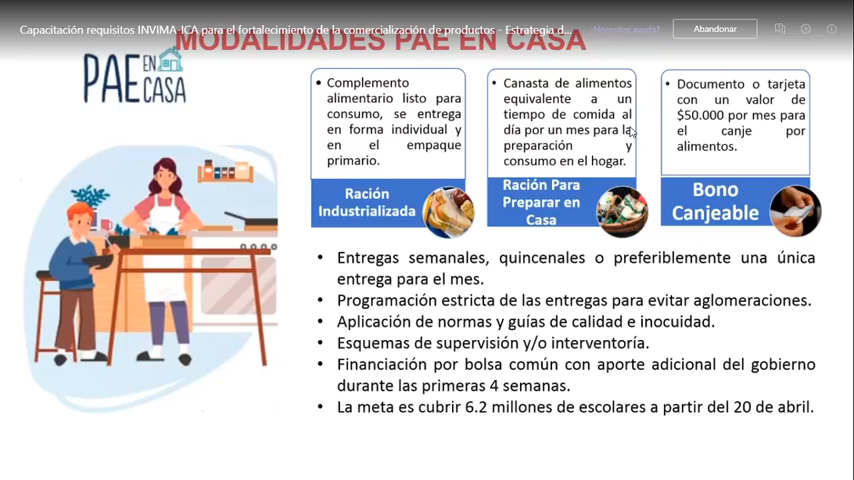 Capacitación requisitos INVIMA-ICA para el fortalecimiento de la comercialización de productos - Estrategia d...
¿Necesitas ayuda?
Abandonar
MODALIDADES PAE EN CASA
PAE EN CASA
• Complemento
alimentario listo para
consumo, se entrega
en forma individual y
en el empaque
primario.
Ración
Industrializada
• Canasta de alimentos
equivalente a un
tiempo de comida al
día por un mes para la
preparación y
consumo en el hogar.
Ración Para
Preparar en
Casa
• Documento o tarjeta
con un valor de
$50.000 por mes para
el canje por
alimentos.
Bono
Canjeable
• Entregas semanales, quincenales o preferiblemente una única
entrega para el mes.
• Programación estricta de las entregas para evitar aglomeraciones.
• Aplicación de normas y guías de calidad e inocuidad.
• Esquemas de supervisión y/o interventoría.
• Financiación por bolsa común con aporte adicional del gobierno
durante las primeras 4 semanas.
• La meta es cubrir 6.2 millones de escolares a partir del 20 de abril.